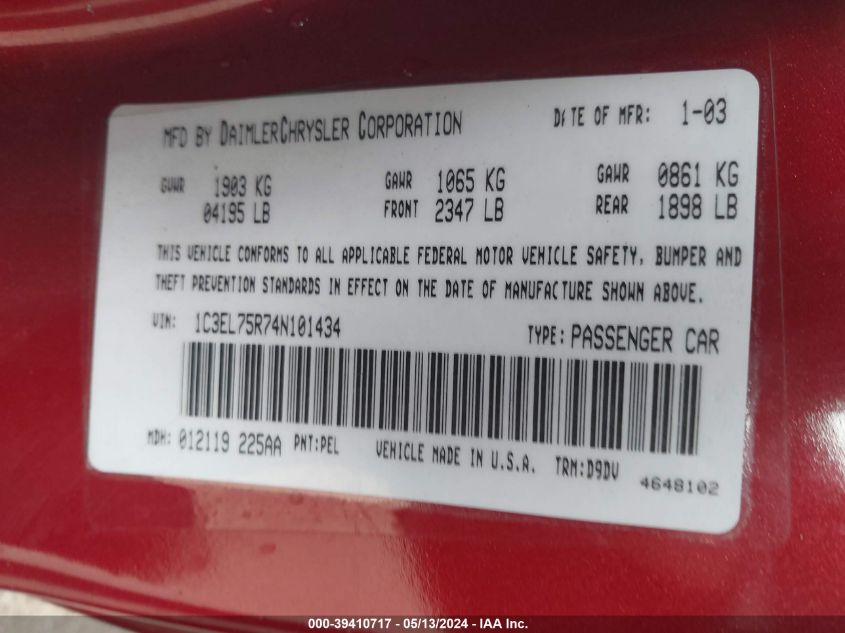 MFD BY DAIMLERCHRYSLER CORPORATION DATE OF MFR: 1-03
GVWR 1903 KG GAWR 1065 KG GAWR 0861 KG
04195 LB FRONT 2347 LB REAR 1898 LB
THIS VEHICLE CONFORMS TO ALL APPLICABLE FEDERAL MOTOR VEHICLE SAFETY, BUMPER AND
THEFT PREVENTION STANDARDS IN EFFECT ON THE DATE OF MANUFACTURE SHOWN ABOVE.
VIN: 1C3EL75R74N101434 TYPE: PASSENGER CAR
MDH: 012119 225AA PNT:PEL VEHICLE MADE IN U.S.A. TRM:D9DV
4648102
000-39410717 - 05/13/2024 - IAA Inc.